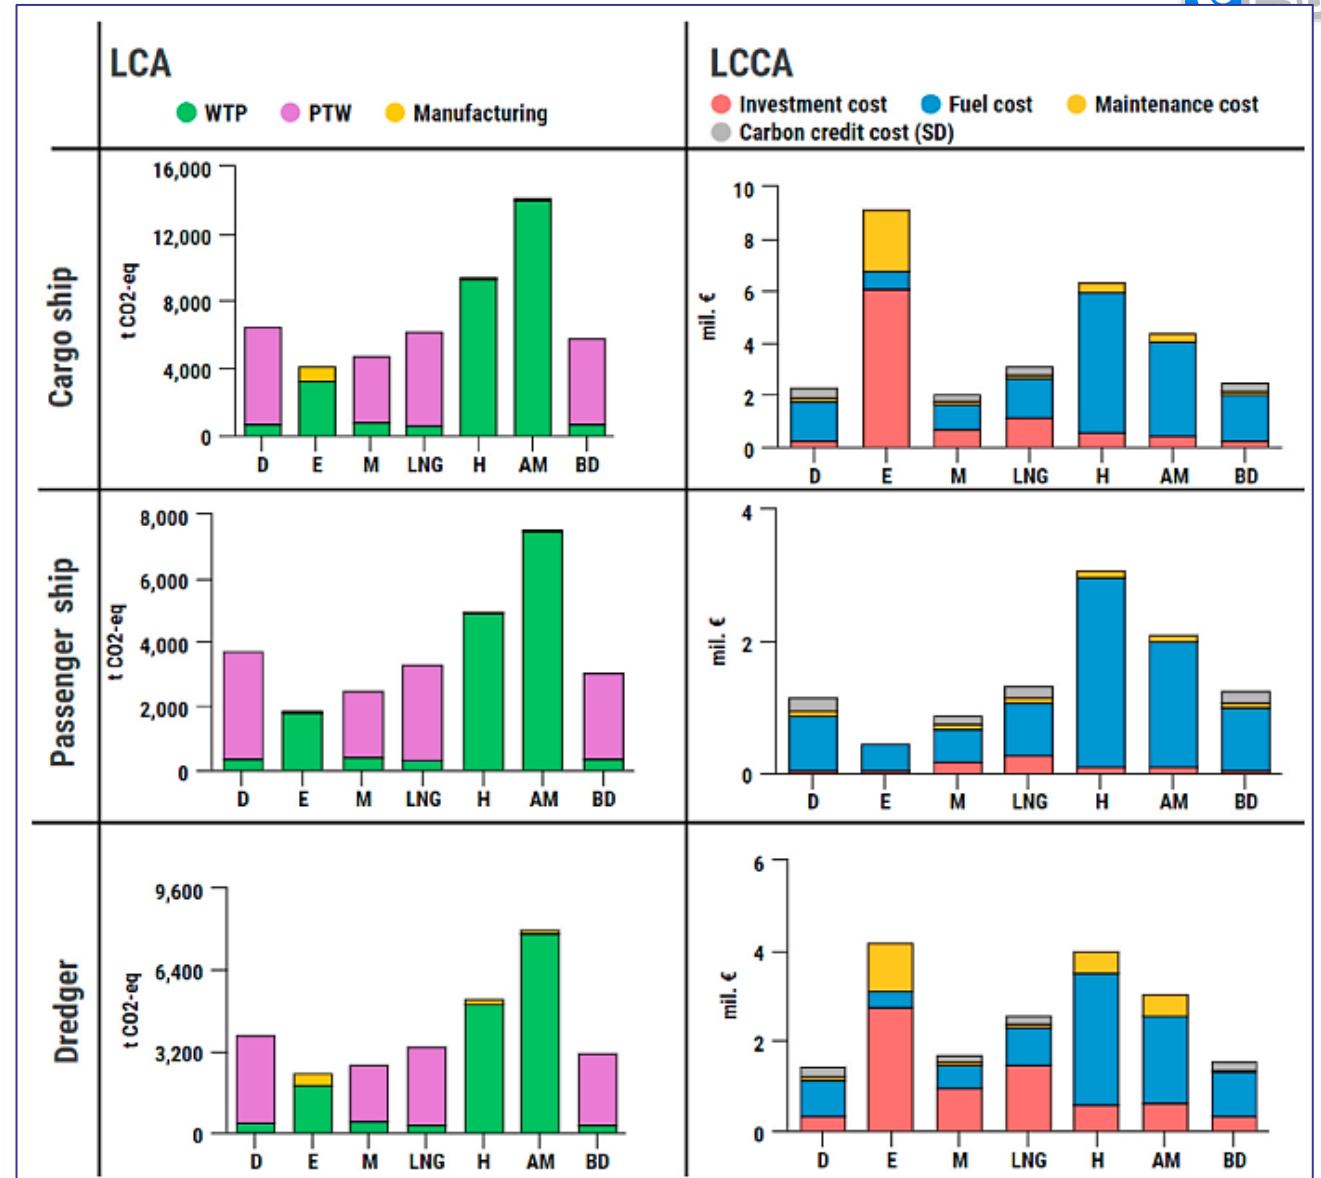 LCA
WTP PTW Manufacturing
LCCA
Investment cost Fuel cost Maintenance cost
Carbon credit cost (SD)
Cargo ship
t CO2-eq
16,000
12,000
8,000
4,000
0
D E M LNG H AM BD
mil. €
10
8
6
4
2
0
D E M LNG H AM BD
Passenger ship
t CO2-eq
8,000
6,000
4,000
2,000
0
D E M LNG H AM BD
mil. €
4
2
0
D E M LNG H AM BD
Dredger
t CO2-eq
9,600
6,400
3,200
0
D E M LNG H AM BD
mil. €
6
4
2
0
D E M LNG H AM BD